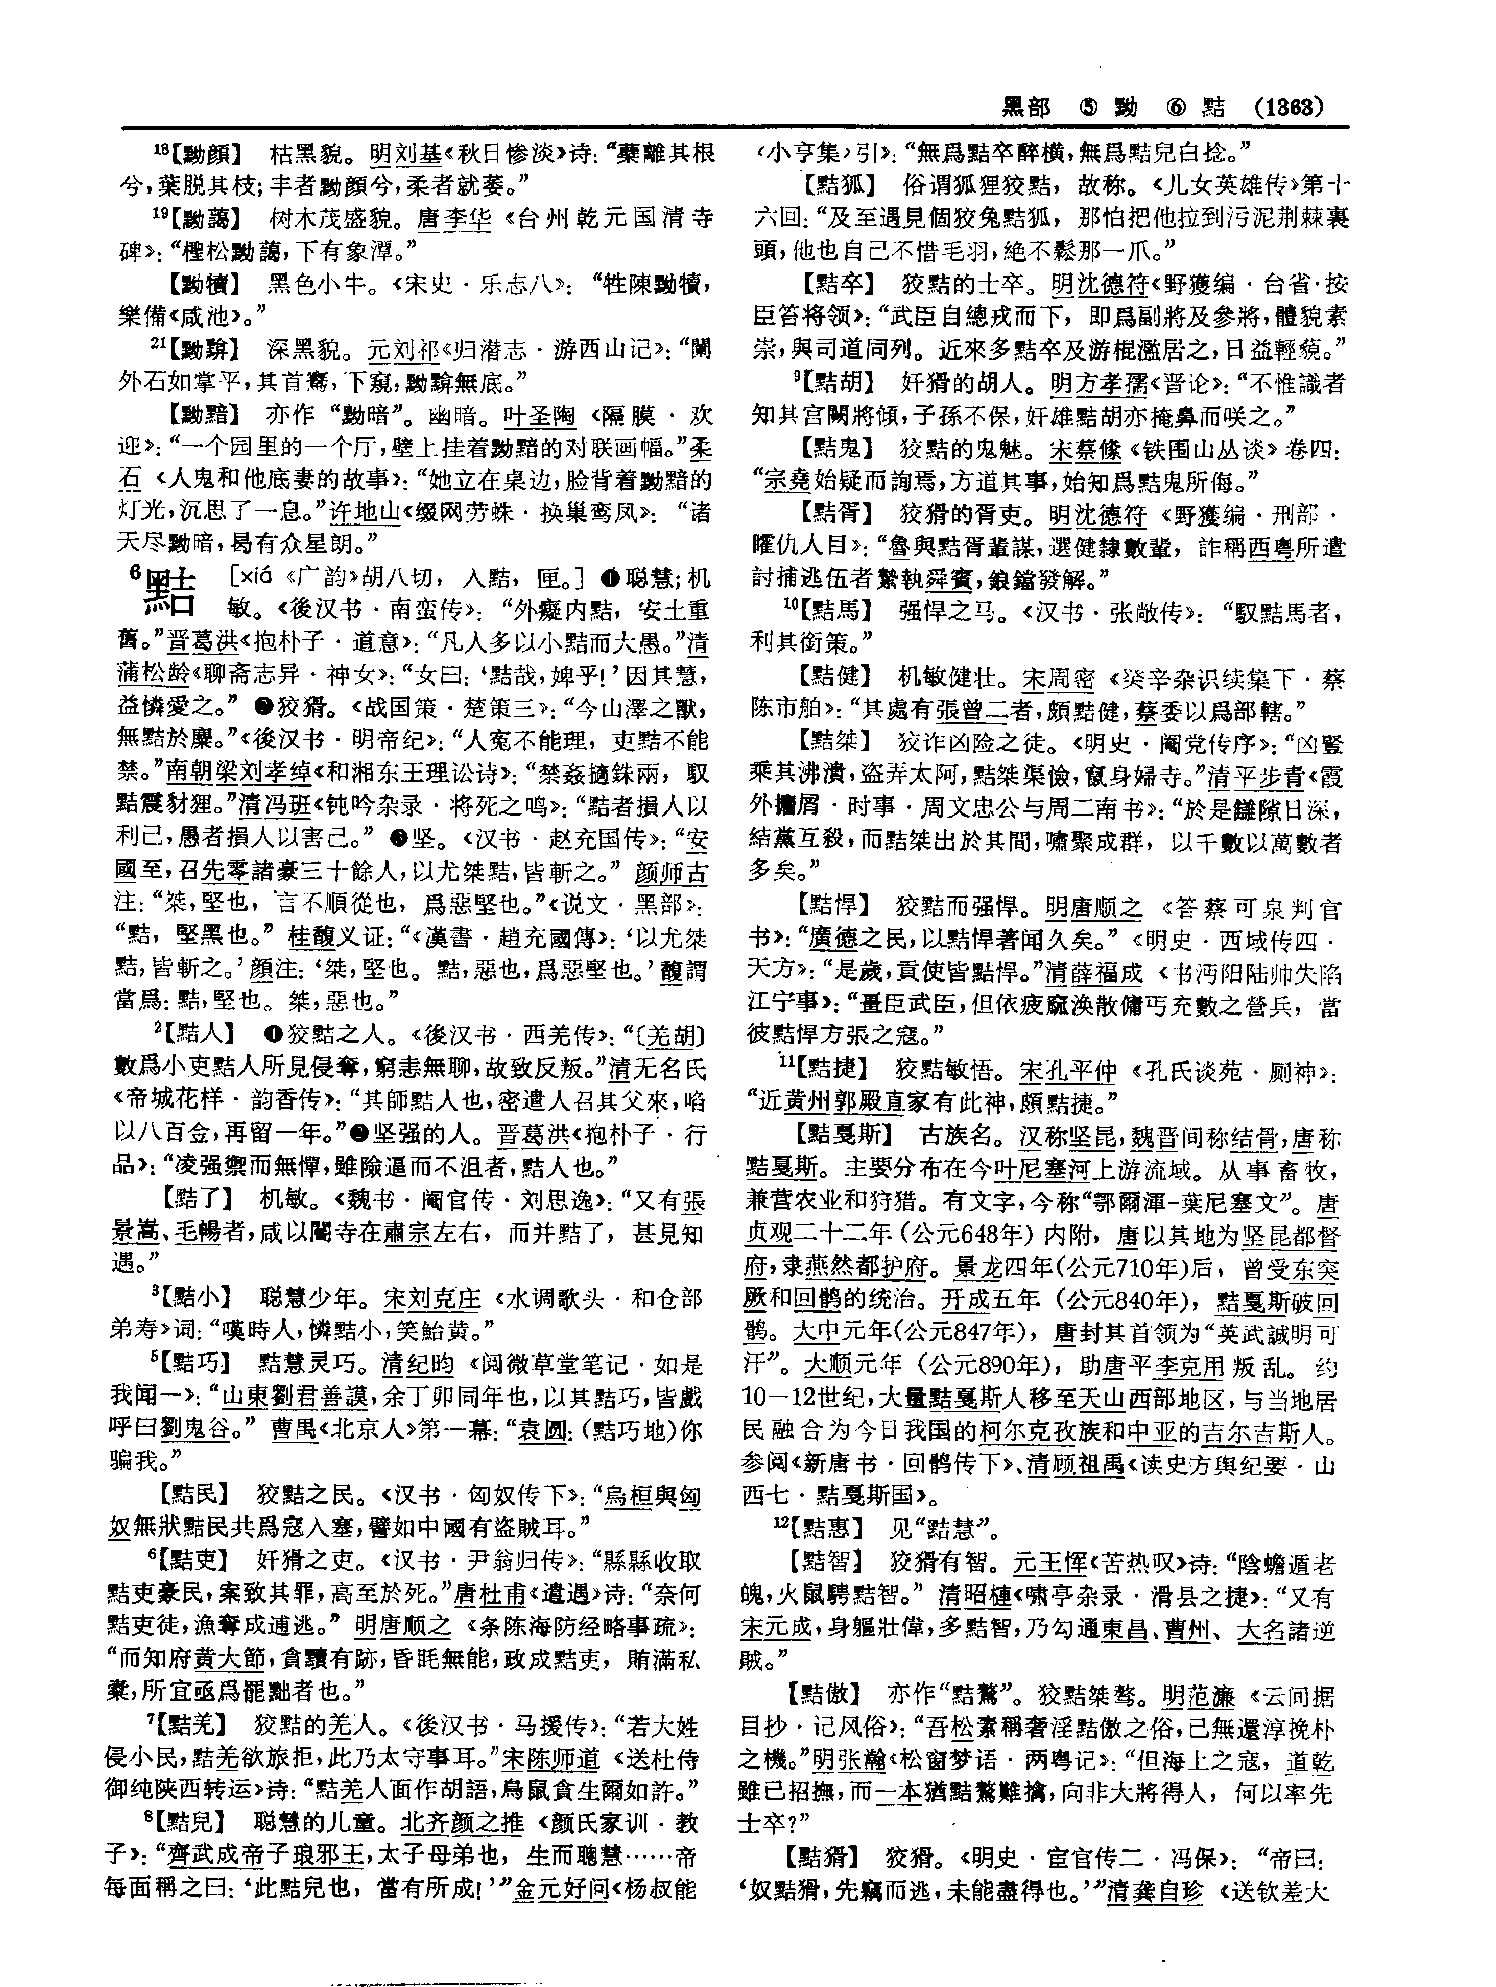 黑部 ⑤ 黝 ⑥ 黠 (1363)
¹⁸【黝顔】 枯黑貌。明刘基《秋日惨淡》诗:“蘖離其根
兮,葉脱其枝;丰者黝顔兮,柔者就萎。”
¹⁹【黝藹】 树木茂盛貌。唐李华《台州乾元国清寺
碑》:“檉松黝藹,下有象潭。”
【黝犢】 黑色小牛。《宋史·乐志八》:“牲陳黝犢,
樂備《咸池》。”
²¹【黝黭】 深黑貌。元刘祁《归潜志·游西山记》:“闌
外石如掌平,其首騫,下窺,黝黭無底。”
【黝黯】 亦作“黝暗”。幽暗。叶圣陶《隔膜·欢
迎》:“一个园里的一个厅,壁上挂着黝黯的对联画幅。”柔
石《人鬼和他底妻的故事》:“她立在桌边,脸背着黝黯的
灯光,沉思了一息。”许地山《缀网劳蛛·换巢鸾凤》:“诸
天尽黝暗,曷有众星朗。”
⁶黠 [xiá《广韵》胡八切,入黠,匣。] ❶聪慧;机
敏。《後汉书·南蛮传》:“外癡内黠,安土重
舊。”晋葛洪《抱朴子·道意》:“凡人多以小黠而大愚。”清
蒲松龄《聊斋志异·神女》:“女曰:‘黠哉,婢乎!’因其慧,
益憐愛之。” ❷狡猾。《战国策·楚策三》:“今山澤之獸,
無黠於麋。”《後汉书·明帝纪》:“人冤不能理,吏黠不能
禁。”南朝梁刘孝绰《和湘东王理讼诗》:“禁姦擿銖兩,馭
黠震豺狸。”清冯班《钝吟杂录·将死之鸣》:“黠者損人以
利己,愚者損人以害己。” ❸坚。《汉书·赵充国传》:“安
國至,召先零諸豪三十餘人,以尤桀黠,皆斬之。” 颜师古
注:“桀,堅也,言不順從也,爲惡堅也。”《说文·黑部》:
“黠,堅黑也。” 桂馥义证:“《漢書·趙充國傳》:‘以尤桀
黠,皆斬之。’顔注:‘桀,堅也。黠,惡也,爲惡堅也。’馥謂
當爲:黠,堅也。桀,惡也。”
²【黠人】 ❶狡黠之人。《後汉书·西羌传》:“〔羌胡〕
數爲小吏黠人所見侵奪,窮恚無聊,故致反叛。”清无名氏
《帝城花样·韵香传》:“其師黠人也,密遣人召其父來,啗
以八百金,再留一年。”❷坚强的人。晋葛洪《抱朴子·行
品》:“凌强禦而無憚,雖險逼而不沮者,黠人也。”
【黠了】 机敏。《魏书·阉官传·刘思逸》:“又有張
景嵩、毛暢者,咸以閹寺在肅宗左右,而并黠了,甚見知
遇。”
³【黠小】 聪慧少年。宋刘克庄《水调歌头·和仓部
弟寿》词:“嘆時人,憐黠小,笑鮐黄。”
⁵【黠巧】 黠慧灵巧。清纪昀《阅微草堂笔记·如是
我闻一》:“山東劉君善謨,余丁卯同年也,以其黠巧,皆戲
呼曰劉鬼谷。” 曹禺《北京人》第一幕:“袁圆:(黠巧地)你
骗我。”
【黠民】 狡黠之民。《汉书·匈奴传下》:“烏桓與匈
奴無狀黠民共爲寇入塞,譬如中國有盜賊耳。”
⁶【黠吏】 奸猾之吏。《汉书·尹翁归传》:“縣縣收取
黠吏豪民,案致其罪,高至於死。”唐杜甫《遣遇》诗:“奈何
黠吏徒,漁奪成逋逃。” 明唐顺之《条陈海防经略事疏》:
“而知府黄大節,貪黷有跡,昏眊無能,政成黠吏,賄滿私
橐,所宜亟爲罷黜者也。”
⁷【黠羌】 狡黠的羌人。《後汉书·马援传》:“若大姓
侵小民,黠羌欲旅拒,此乃太守事耳。”宋陈师道《送杜侍
御纯陕西转运》诗:“黠羌人面作胡語,鳥鼠貪生爾如許。”
⁸【黠兒】 聪慧的儿童。北齐颜之推《颜氏家训·教
子》:“齊武成帝子琅邪王,太子母弟也,生而聰慧……帝
每面稱之曰:‘此黠兒也,當有所成!’”金元好问《杨叔能
〈小亨集〉引》:“無爲黠卒醉横,無爲黠兒白捻。”
【黠狐】 俗谓狐狸狡黠,故称。《儿女英雄传》第十
六回:“及至遇見個狡兔黠狐,那怕把他拉到污泥荆棘裏
頭,他也自己不惜毛羽,絶不鬆那一爪。”
【黠卒】 狡黠的士卒。明沈德符《野獲编·台省·按
臣笞将领》:“武臣自總戎而下,即爲副將及參將,體貌素
崇,與司道同列。近來多黠卒及游棍濫居之,日益輕貌。”
⁹【黠胡】 奸猾的胡人。明方孝孺《晋论》:“不惟識者
知其宫闕將傾,子孫不保,奸雄黠胡亦掩鼻而咲之。”
【黠鬼】 狡黠的鬼魅。宋蔡絛《铁围山丛谈》卷四:
“宗堯始疑而詢焉,方道其事,始知爲黠鬼所侮。”
【黠胥】 狡猾的胥吏。明沈德符《野獲编·刑部·
嚁仇人目》:“魯與黠胥輩謀,選健隸數輩,詐稱西粤所遣
討捕逃伍者縶執舜賓,鋃鐺發解。”
¹⁰【黠馬】 强悍之马。《汉书·张敞传》:“馭黠馬者,
利其銜策。”
【黠健】 机敏健壮。宋周密《癸辛杂识续集下·蔡
陈市舶》:“其處有張曾二者,頗黠健,蔡委以爲部轄。”
【黠桀】 狡诈凶险之徒。《明史·阉党传序》:“凶豎
乘其沸潰,盗弄太阿,黠桀渠憸,竄身婦寺。”清平步青《霞
外攟屑·时事·周文忠公与周二南书》:“於是讎隙日深,
結黨互殺,而黠桀出於其間,嘯聚成群,以千數以萬數者
多矣。”
【黠悍】 狡黠而强悍。明唐顺之《答蔡可泉判官
书》:“廣德之民,以黠悍著聞久矣。”《明史·西域传四·
天方》:“是歲,貢使皆黠悍。”清薛福成《书沔阳陆帅失陷
江宁事》:“疆臣武臣,但依疲窳涣散傭丐充數之營兵,當
彼黠悍方張之寇。”
¹¹【黠捷】 狡黠敏悟。宋孔平仲《孔氏谈苑·厕神》:
“近黄州郭殿直家有此神,頗黠捷。”
【黠戛斯】 古族名。汉称坚昆,魏晋间称结骨,唐称
黠戛斯。主要分布在今叶尼塞河上游流域。从事畜牧,
兼营农业和狩猎。有文字,今称“鄂爾渾-葉尼塞文”。唐
贞观二十二年(公元648年)内附,唐以其地为坚昆都督
府,隶燕然都护府。景龙四年(公元710年)后,曾受东突
厥和回鹘的统治。开成五年(公元840年),黠戛斯破回
鹘。大中元年(公元847年),唐封其首领为“英武誠明可
汗”。大顺元年(公元890年),助唐平李克用叛乱。约
10—12世纪,大量黠戛斯人移至天山西部地区,与当地居
民融合为今日我国的柯尔克孜族和中亚的吉尔吉斯人。
参阅《新唐书·回鹘传下》、清顾祖禹《读史方舆纪要·山
西七·黠戛斯国》。
¹²【黠惠】 见“黠慧”。
【黠智】 狡猾有智。元王恽《苦热叹》诗:“陰蟾遁老
魄,火鼠騁黠智。” 清昭槤《啸亭杂录·滑县之捷》:“又有
宋元成,身軀壯偉,多黠智,乃勾通東昌、曹州、大名諸逆
賊。”
【黠傲】 亦作“黠驁”。狡黠桀骜。明范濂《云间据
目抄·记风俗》:“吾松素稱奢淫黠傲之俗,已無還淳挽朴
之機。”明张瀚《松窗梦语·两粤记》:“但海上之寇,道乾
雖已招撫,而一本猶黠驁難擒,向非大將得人,何以率先
士卒?”
【黠猾】 狡猾。《明史·宦官传二·冯保》:“帝曰:
‘奴黠猾,先竊而逃,未能盡得也。’”清龚自珍《送钦差大